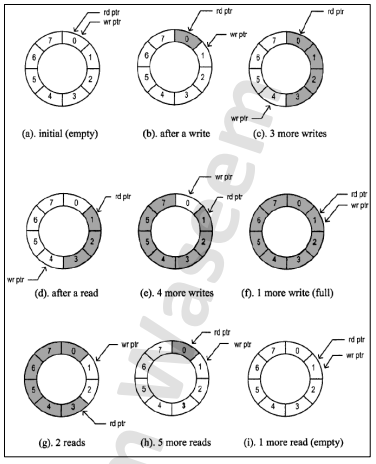 rd ptr
wr ptr
7 0
6 1
5 2
4 3
(a). initial (empty)
rd ptr
wr ptr
7 0
6 1
5 2
4 3
(b). after a write
rd ptr
7 0
6 1
5 2
4 3
wr ptr
(c). 3 more writes
rd ptr
7 0
6 1
5 2
4 3
wr ptr
(d). after a read
wr ptr
rd ptr
7 0
6 1
5 2
4 3
(e). 4 more writes
rd ptr
wr ptr
7 0
6 1
5 2
4 3
(f). 1 more write (full)
wr ptr
7 0
6 1
5 2
4 3
rd ptr
(g). 2 reads
rd ptr
wr ptr
7 0
6 1
5 2
4 3
(h). 5 more reads
rd ptr
wr ptr
7 0
6 1
5 2
4 3
(i). 1 more read (empty)
n Waseem